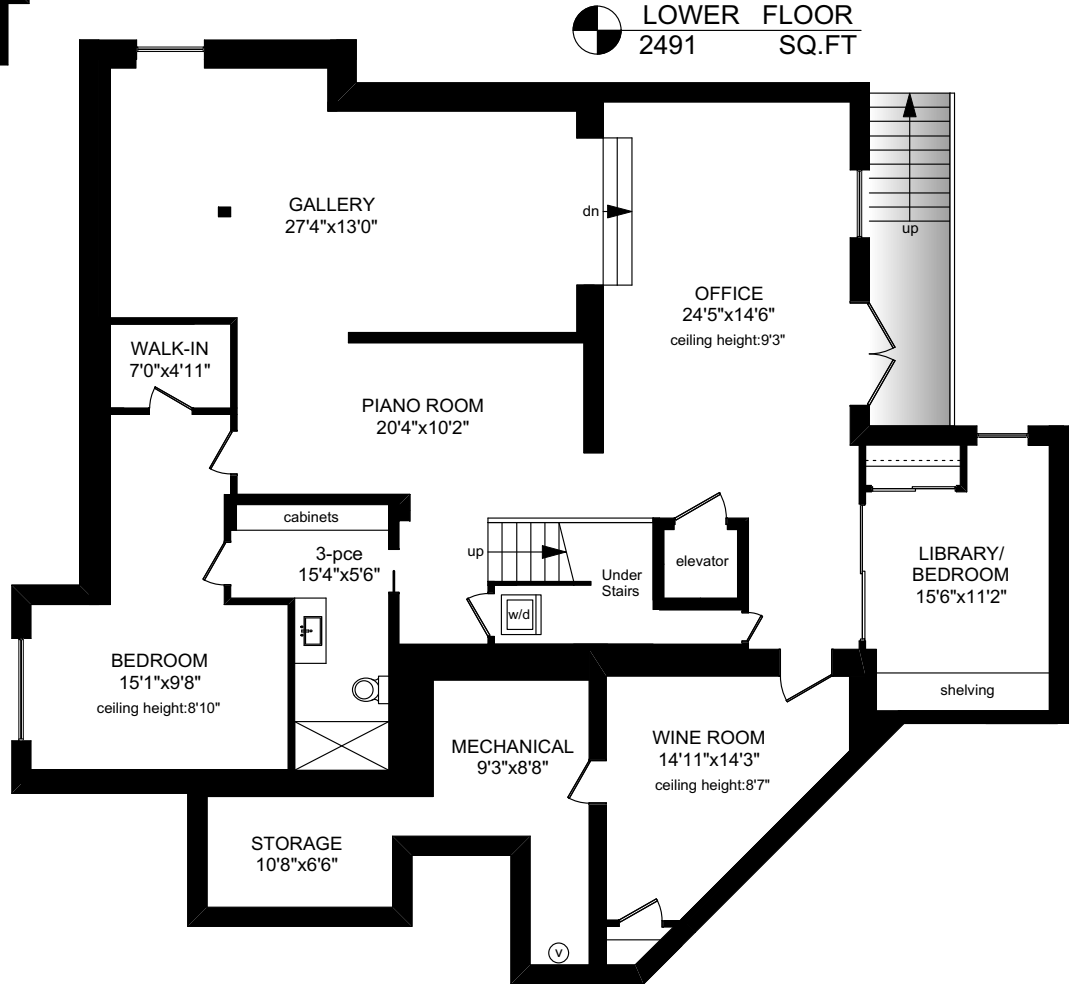 LOWER FLOOR
2491 SQ.FT
GALLERY
27'4"x13'0"
dn
up
OFFICE
24'5"x14'6"
ceiling height:9'3"
WALK-IN
7'0"x4'11"
PIANO ROOM
20'4"x10'2"
cabinets
3-pce
15'4"x5'6"
up
Under
Stairs
elevator
w/d
LIBRARY/
BEDROOM
15'6"x11'2"
shelving
BEDROOM
15'1"x9'8"
ceiling height:8'10"
MECHANICAL
9'3"x8'8"
WINE ROOM
14'11"x14'3"
ceiling height:8'7"
STORAGE
10'8"x6'6"
v